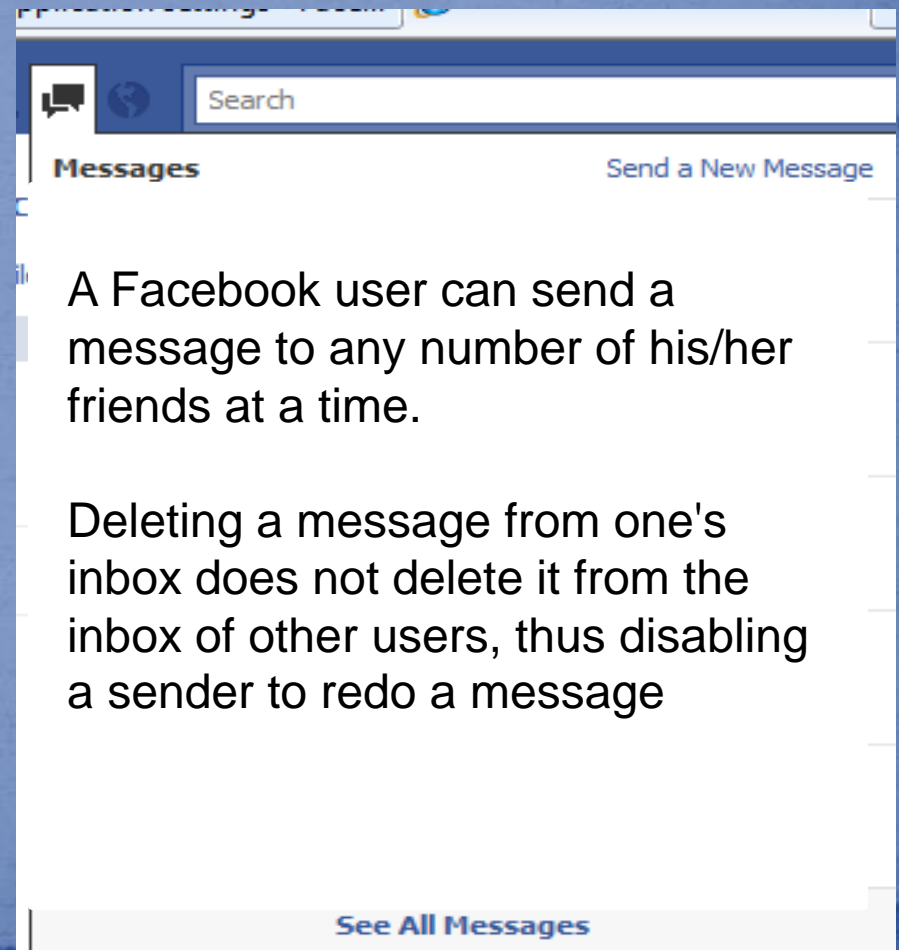 Search
Messages
Send a New Message
A Facebook user can send a
message to any number of his/her
friends at a time.
Deleting a message from one's
inbox does not delete it from the
inbox of other users, thus disabling
a sender to redo a message
See All Messages